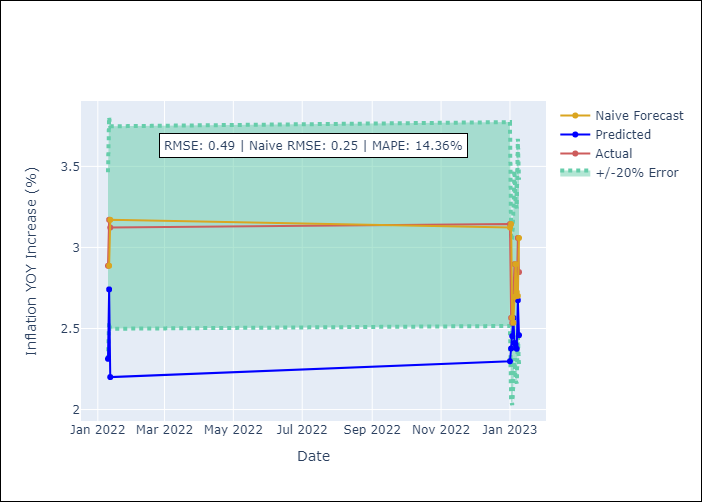 RMSE: 0.49 | Naive RMSE: 0.25 | MAPE: 14.36%
Naive Forecast
Predicted
Actual
+/-20% Error
Inflation YOY Increase (%)
3.5
3
2.5
2
Jan 2022 Mar 2022 May 2022 Jul 2022 Sep 2022 Nov 2022 Jan 2023
Date